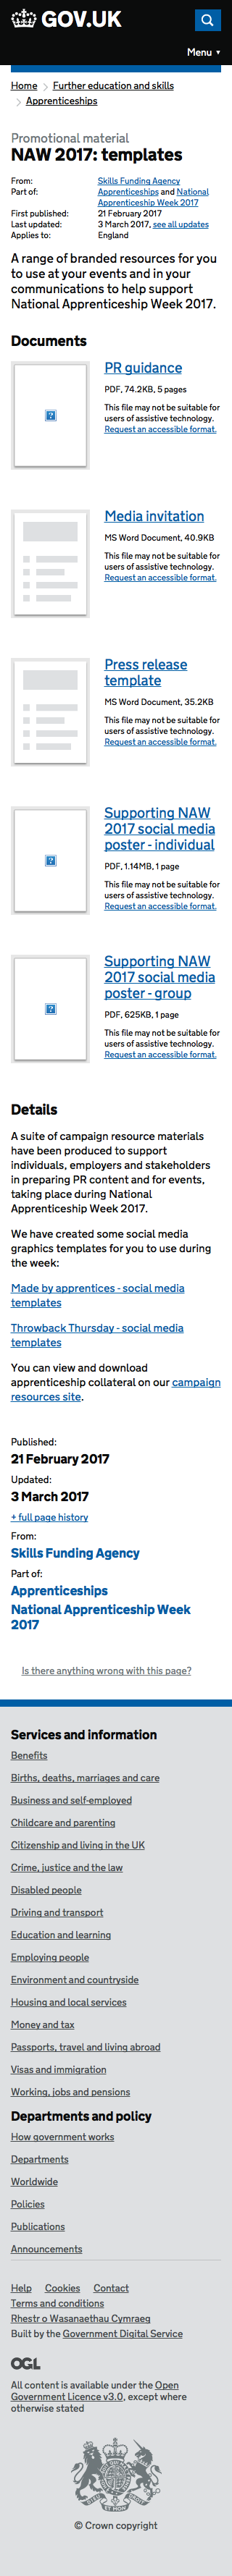 GOV.UK
Menu ▼
Home > Further education and skills
> Apprenticeships
Promotional material
NAW 2017: templates
From: Skills Funding Agency
Part of: Apprenticeships and National
Apprenticeship Week 2017
First published: 21 February 2017
Last updated: 3 March 2017, see all updates
Applies to: England
A range of branded resources for you
to use at your events and in your
communications to help support
National Apprenticeship Week 2017.
Documents
PR guidance
PDF, 74.2KB, 5 pages
This file may not be suitable for
users of assistive technology.
Request an accessible format.
Media invitation
MS Word Document, 40.9KB
This file may not be suitable for
users of assistive technology.
Request an accessible format.
Press release
template
MS Word Document, 35.2KB
This file may not be suitable for
users of assistive technology.
Request an accessible format.
Supporting NAW
2017 social media
poster - individual
PDF, 1.14MB, 1 page
This file may not be suitable for
users of assistive technology.
Request an accessible format.
Supporting NAW
2017 social media
poster - group
PDF, 625KB, 1 page
This file may not be suitable for
users of assistive technology.
Request an accessible format.
Details
A suite of campaign resource materials
have been produced to support
individuals, employers and stakeholders
in preparing PR content and for events,
taking place during National
Apprenticeship Week 2017.
We have created some social media
graphics templates for you to use during
the week:
Made by apprentices - social media
templates
Throwback Thursday - social media
templates
You can view and download
apprenticeship collateral on our campaign
resources site.
Published:
21 February 2017
Updated:
3 March 2017
+ full page history
From:
Skills Funding Agency
Part of:
Apprenticeships
National Apprenticeship Week
2017
Is there anything wrong with this page?
Services and information
Benefits
Births, deaths, marriages and care
Business and self-employed
Childcare and parenting
Citizenship and living in the UK
Crime, justice and the law
Disabled people
Driving and transport
Education and learning
Employing people
Environment and countryside
Housing and local services
Money and tax
Passports, travel and living abroad
Visas and immigration
Working, jobs and pensions
Departments and policy
How government works
Departments
Worldwide
Policies
Publications
Announcements
Help Cookies Contact
Terms and conditions
Rhestr o Wasanaethau Cymraeg
Built by the Government Digital Service
OGL
All content is available under the Open
Government Licence v3.0, except where
otherwise stated
© Crown copyright